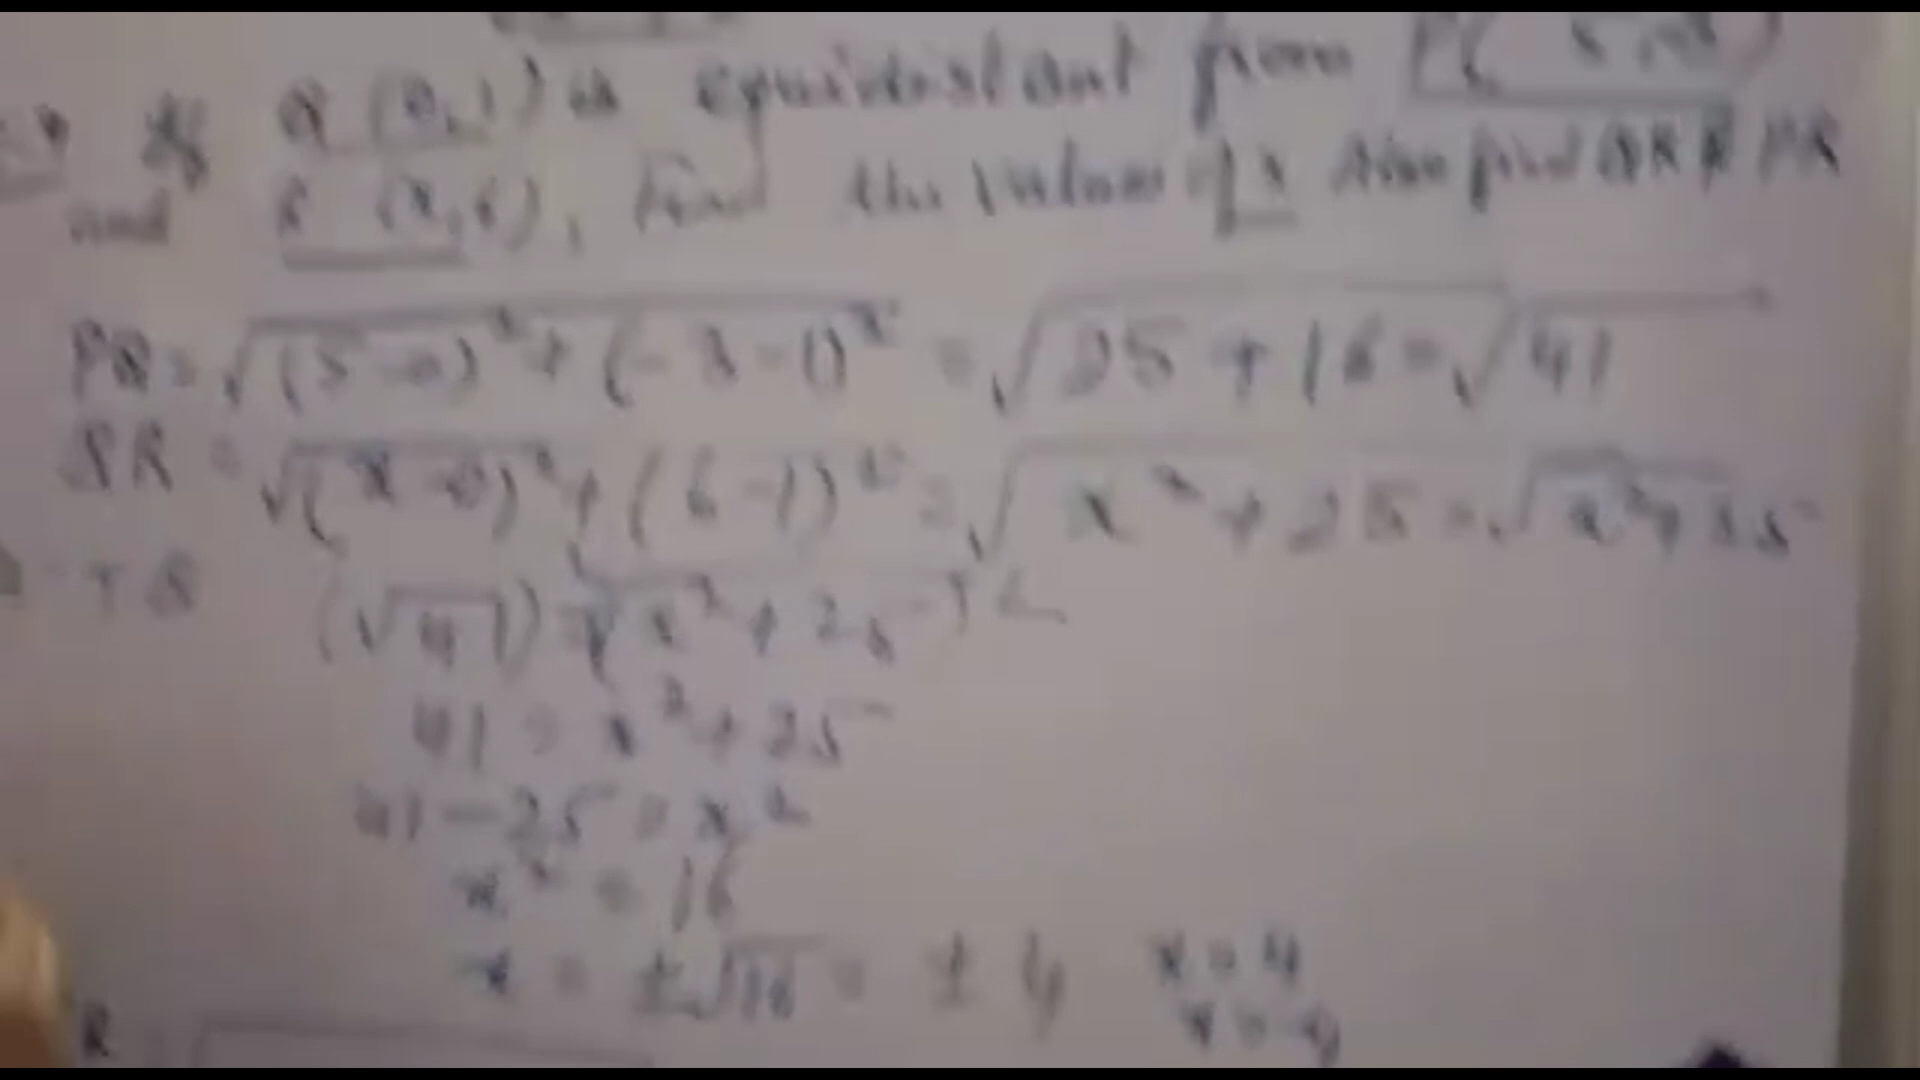 If Q (0, 1) is equidistant from P(5,-3)
and R (x, 6), Find the values of x Also find QR & PR
PQ = √(5-0)² + (-3-1)² = √25 + 16 = √41
QR = √(x-0)² + (6-1)² = √x² + 25 = √x²+25
(√41) = (√x² + 25)²
41 = x² + 25
41 - 25 = x²
x² = 16
x = ±√16 = ± 4 x = 4
x = -4
R